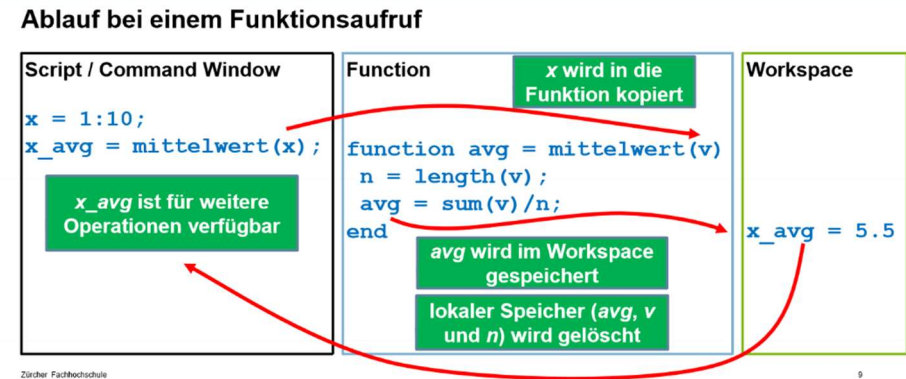 Ablauf bei einem Funktionsaufruf
Script / Command Window
x = 1:10;
x_avg = mittelwert(x);
x_avg ist für weitere
Operationen verfügbar
Function
x wird in die
Funktion kopiert
function avg = mittelwert(v)
n = length(v);
avg = sum(v)/n;
end
avg wird im Workspace
gespeichert
lokaler Speicher (avg, v
und n) wird gelöscht
Workspace
x_avg = 5.5
Zürcher Fachhochschule
9